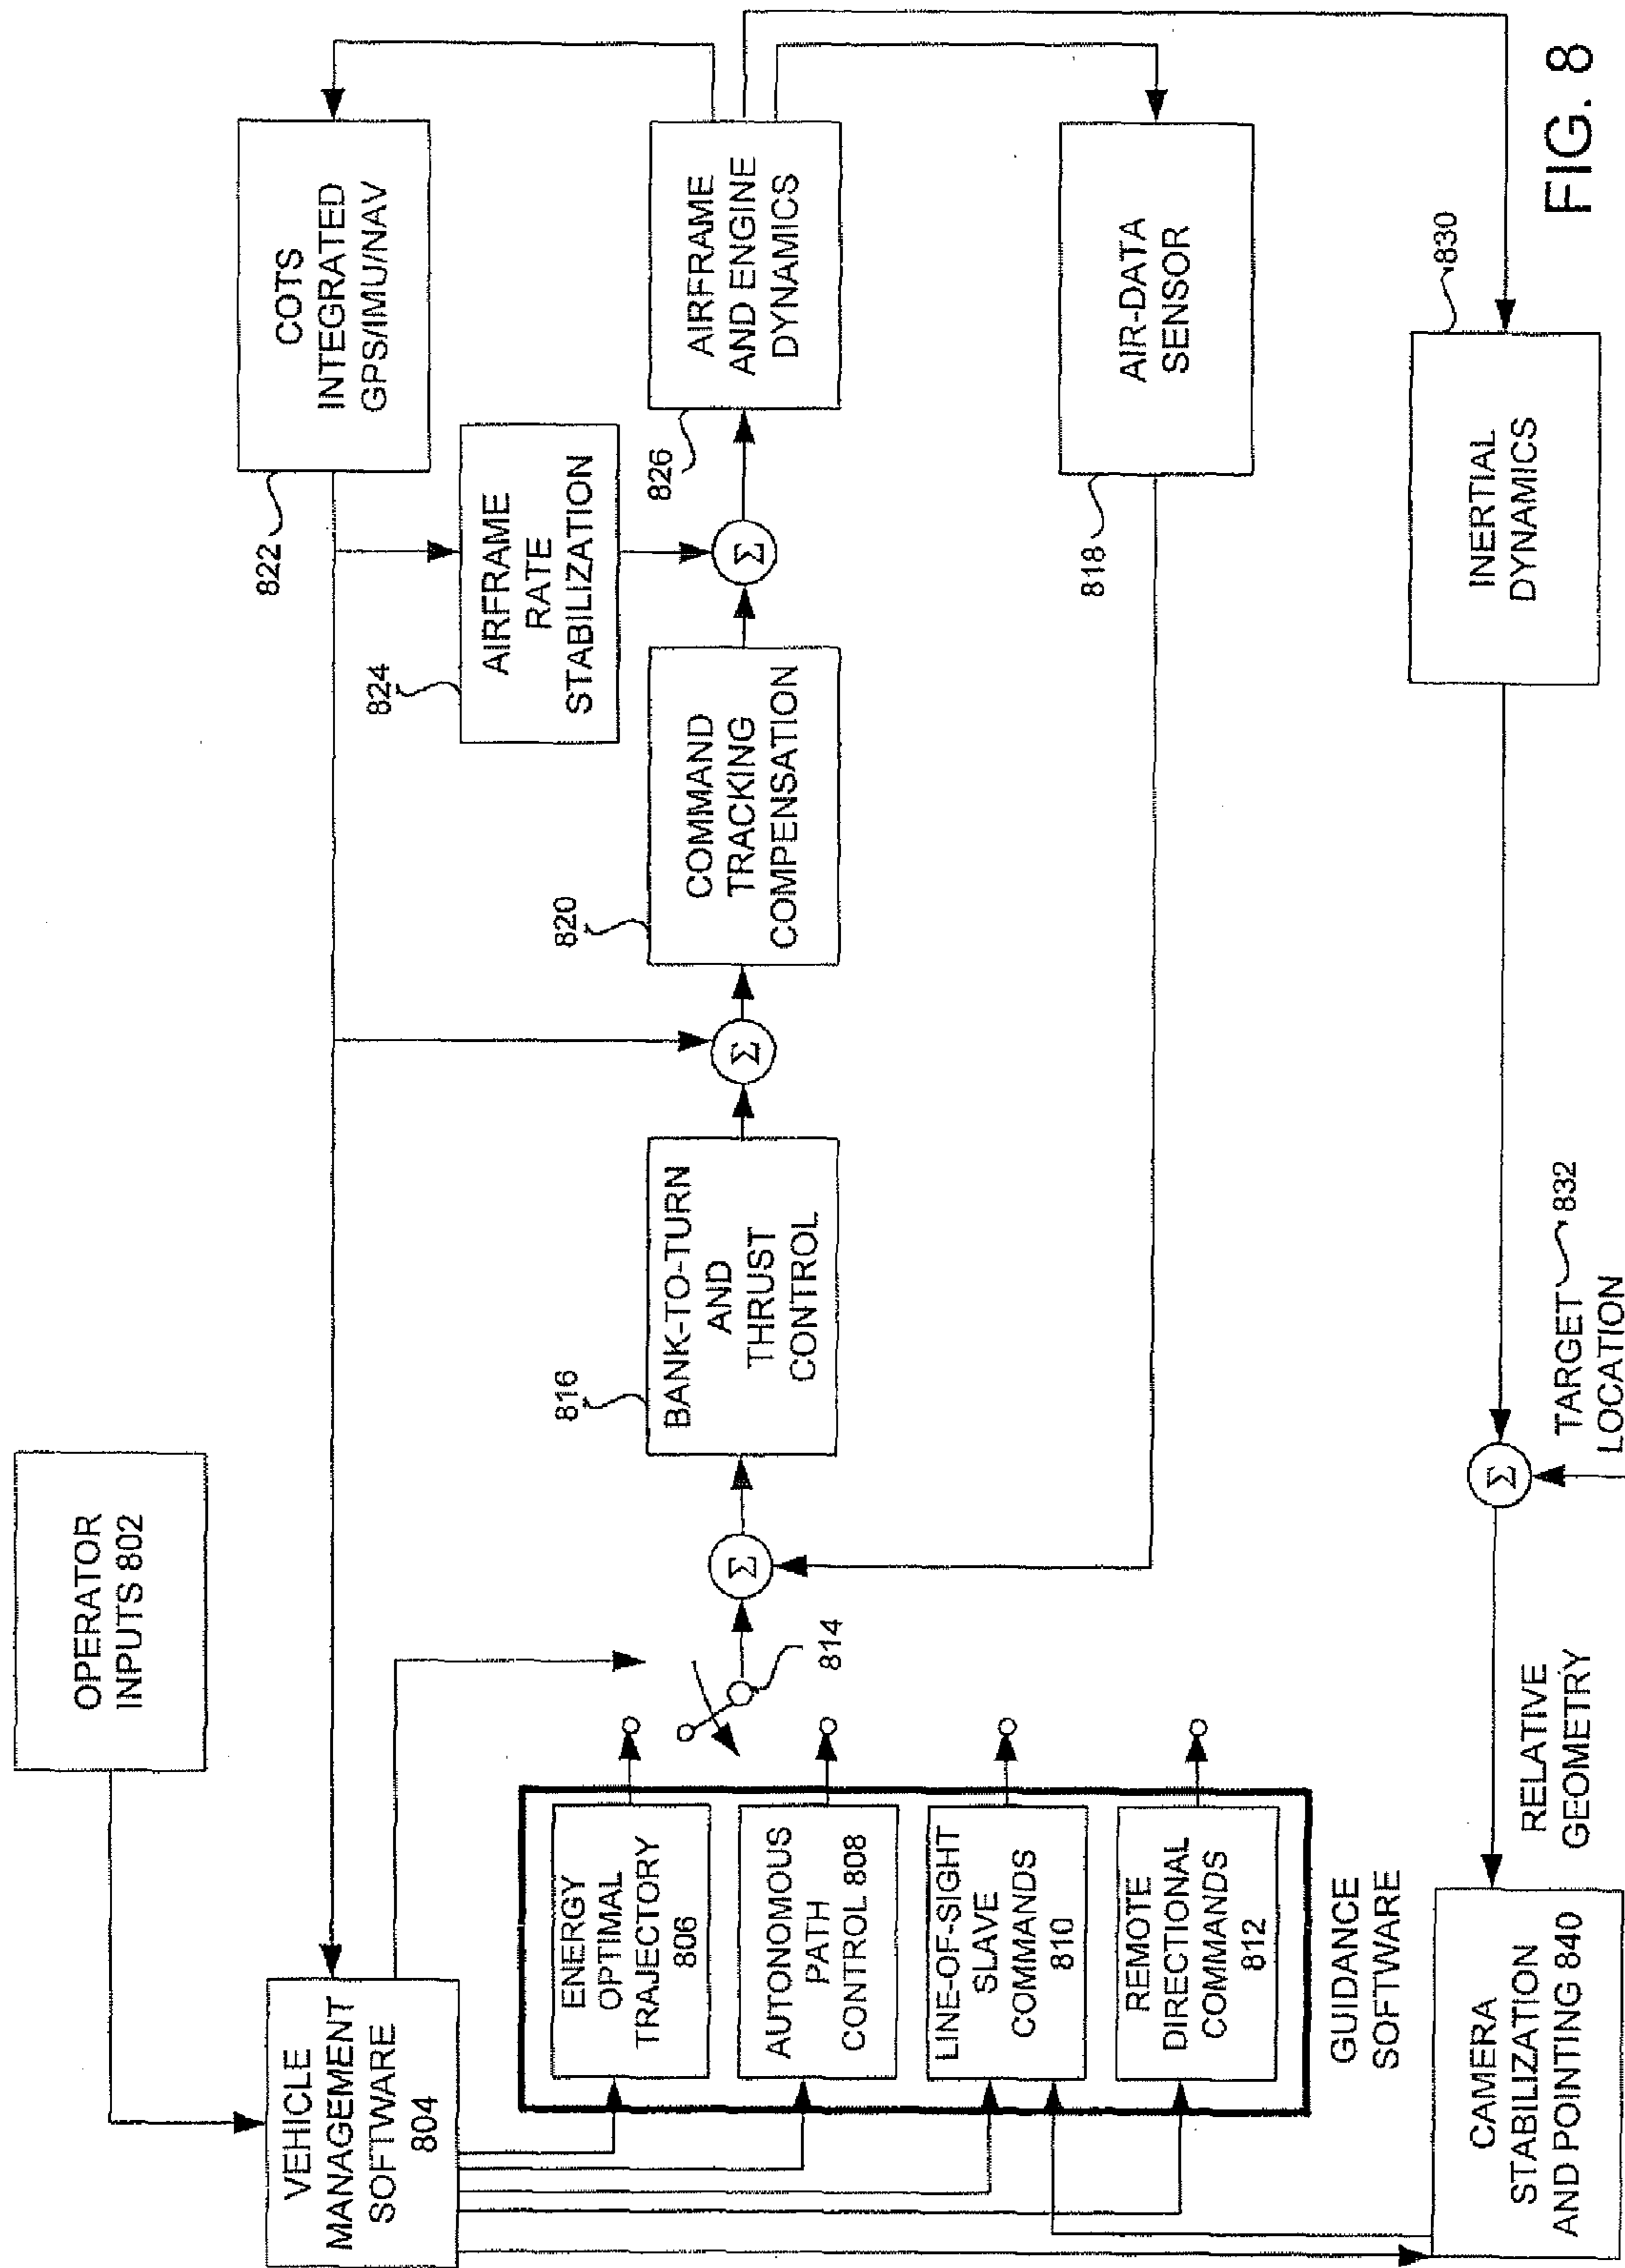 OPERATOR
INPUTS 802
VEHICLE
MANAGEMENT
SOFTWARE
804
ENERGY
OPTIMAL
TRAJECTORY
806
AUTONOMOUS
PATH
CONTROL 808
LINE-OF-SIGHT
SLAVE
COMMANDS
810
REMOTE
DIRECTIONAL
COMMANDS
812
GUIDANCE
SOFTWARE
814
Σ
816
BANK-TO-TURN
AND
THRUST
CONTROL
Σ
820
COMMAND
TRACKING
COMPENSATION
824
AIRFRAME
RATE
STABILIZATION
Σ
822
COTS
INTEGRATED
GPS/IMU/NAV
826
AIRFRAME
AND ENGINE
DYNAMICS
818
AIR-DATA
SENSOR
830
INERTIAL
DYNAMICS
Σ
TARGET 832
LOCATION
RELATIVE
GEOMETRY
CAMERA
STABILIZATION
AND POINTING 840
FIG. 8